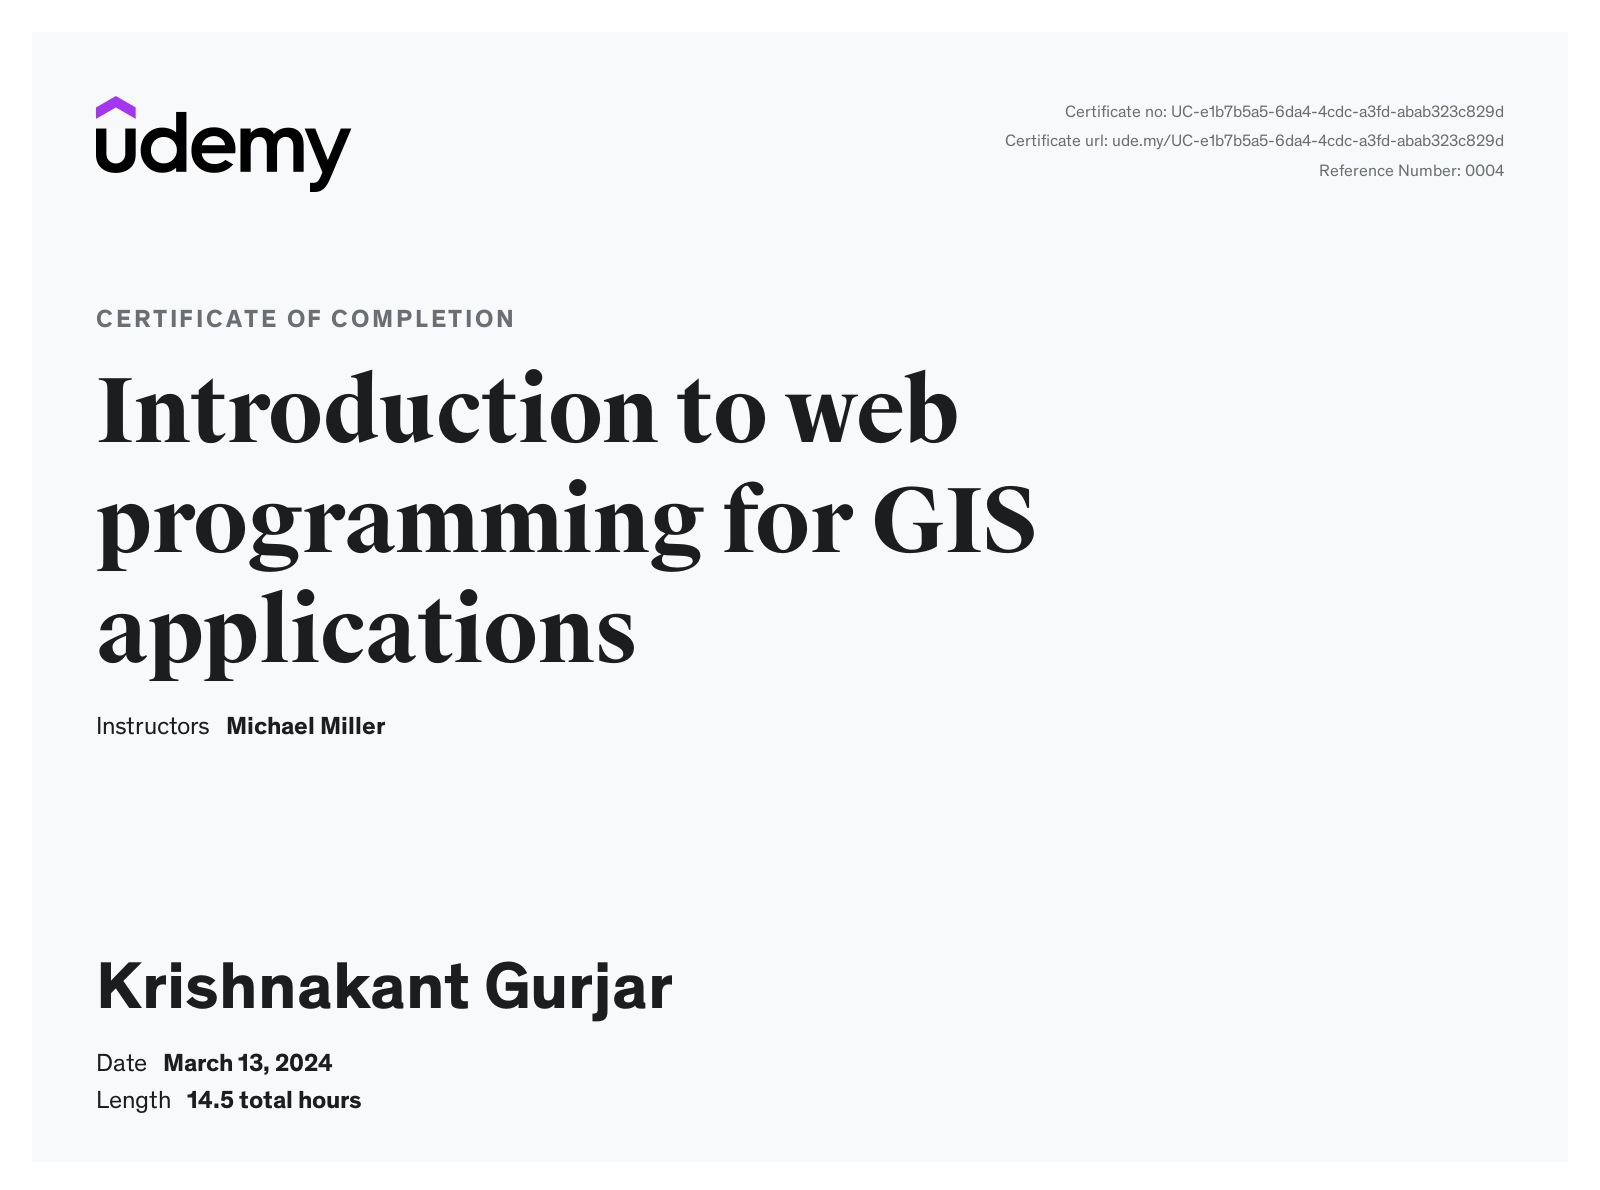 udemy
Certificate no: UC-e1b7b5a5-6da4-4cdc-a3fd-abab323c829d
Certificate url: ude.my/UC-e1b7b5a5-6da4-4cdc-a3fd-abab323c829d
Reference Number: 0004
CERTIFICATE OF COMPLETION
Introduction to web
programming for GIS
applications
Instructors Michael Miller
Krishnakant Gurjar
Date March 13, 2024
Length 14.5 total hours